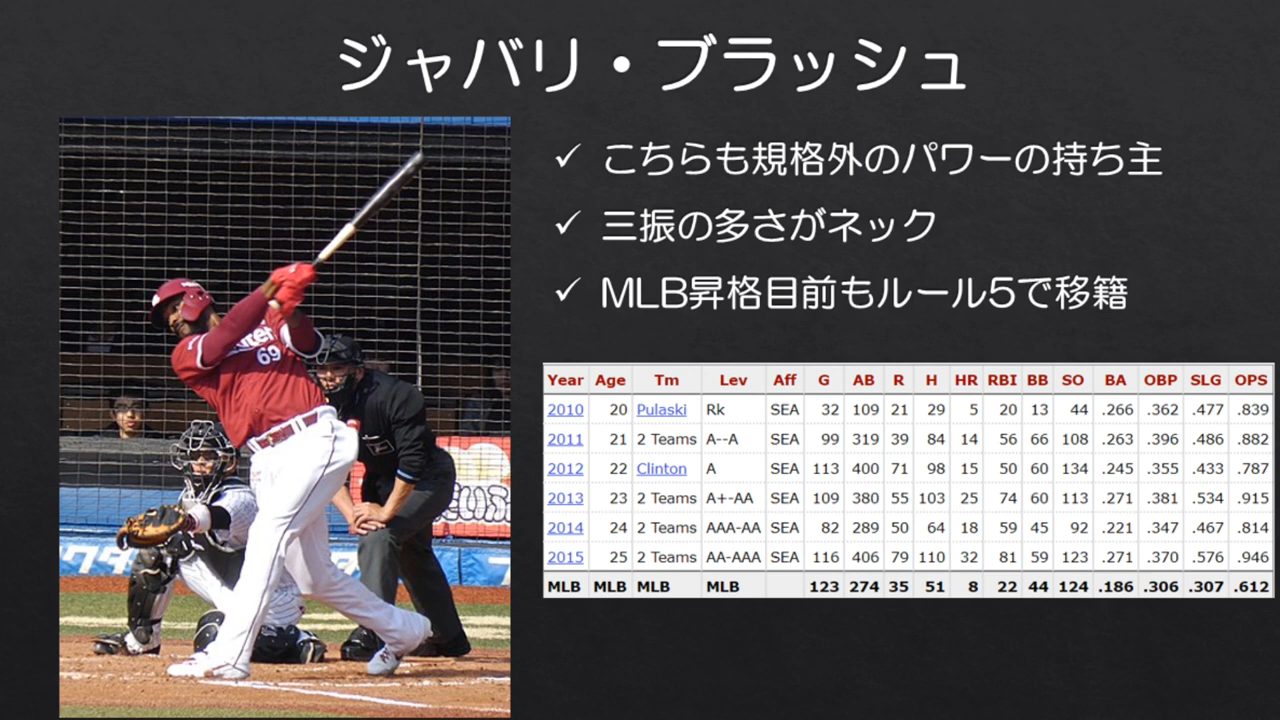 ジャバリ・ブラッシュ
✓ こちらも規格外のパワーの持ち主
✓ 三振の多さがネック
✓ MLB昇格目前もルール5で移籍
69
Year Age Tm Lev Aff G AB R H HR RBI BB SO BA OBP SLG OPS
2010 20 Pulaski Rk SEA 32 109 21 29 5 20 13 44 .266 .362 .477 .839
2011 21 2 Teams A--A SEA 99 319 39 84 14 56 66 108 .263 .396 .486 .882
2012 22 Clinton A SEA 113 400 71 98 15 50 60 134 .245 .355 .433 .787
2013 23 2 Teams A+-AA SEA 109 380 55 103 25 74 60 113 .271 .381 .534 .915
2014 24 2 Teams AAA-AA SEA 82 289 50 64 18 59 45 92 .221 .347 .467 .814
2015 25 2 Teams AA-AAA SEA 116 406 79 110 32 81 59 123 .271 .370 .576 .946
MLB MLB MLB MLB 123 274 35 51 8 22 44 124 .186 .306 .307 .612